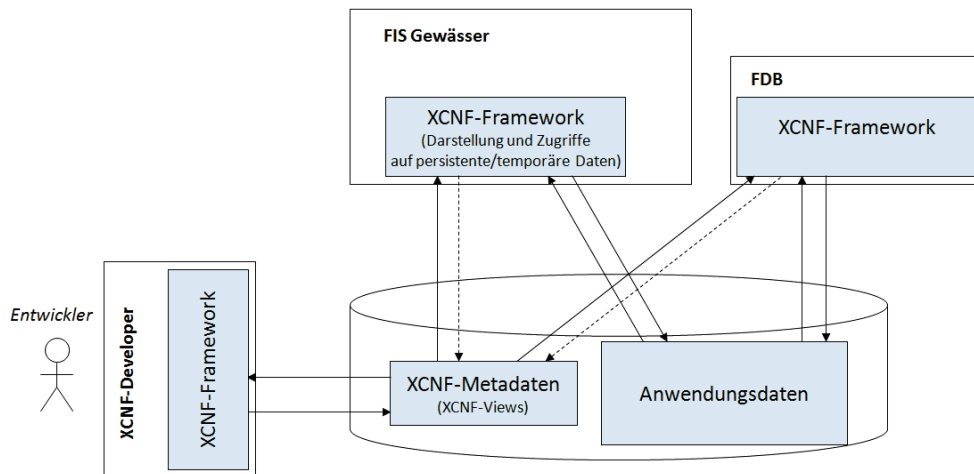 FIS Gewässer
XCNF-Framework
(Darstellung und Zugriffe
auf persistente/temporäre Daten)
FDB
XCNF-Framework
Entwickler
XCNF-Developer
XCNF-Framework
XCNF-Metadaten
(XCNF-Views)
Anwendungsdaten